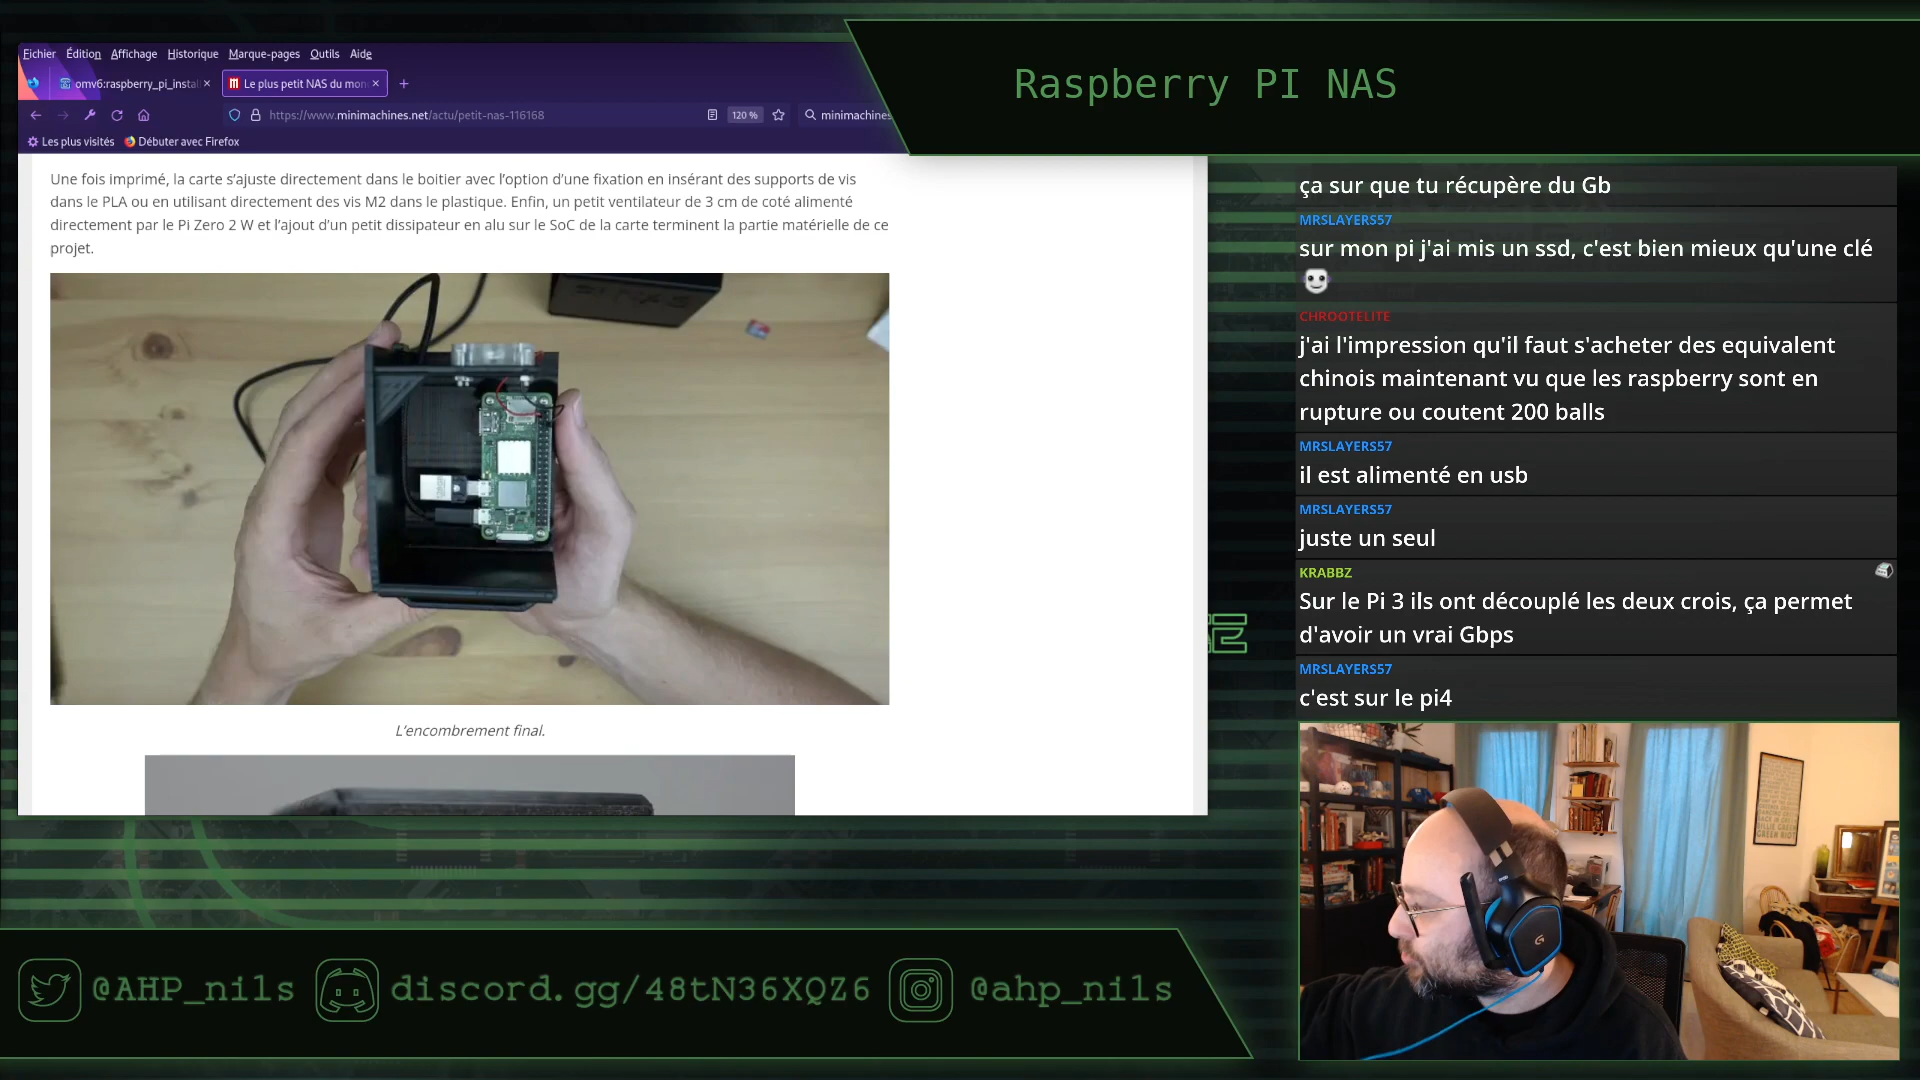 Raspberry PI NAS
Fichier Édition Affichage Historique Marque-pages Outils Aide
omv6:raspberry_pi_instal
Le plus petit NAS du mon
https://www.minimachines.net/actu/petit-nas-116168
120 %
minimachines
Les plus visités Débuter avec Firefox
Une fois imprimé, la carte s’ajuste directement dans le boitier avec l’option d’une fixation en insérant des supports de vis
dans le PLA ou en utilisant directement des vis M2 dans le plastique. Enfin, un petit ventilateur de 3 cm de coté alimenté
directement par le Pi Zero 2 W et l’ajout d’un petit dissipateur en alu sur le SoC de la carte terminent la partie matérielle de ce
projet.
L’encombrement final.
ça sur que tu récupère du Gb
MRSLAYERS57
sur mon pi j'ai mis un ssd, c'est bien mieux qu'une clé
CHROOTELITE
j'ai l'impression qu'il faut s'acheter des equivalent
chinois maintenant vu que les raspberry sont en
rupture ou coutent 200 balls
MRSLAYERS57
il est alimenté en usb
MRSLAYERS57
juste un seul
KRABBZ
Sur le Pi 3 ils ont découplé les deux crois, ça permet
d'avoir un vrai Gbps
MRSLAYERS57
c'est sur le pi4
@AHP_nils
discord.gg/48tN36XQZ6
@ahp_nils